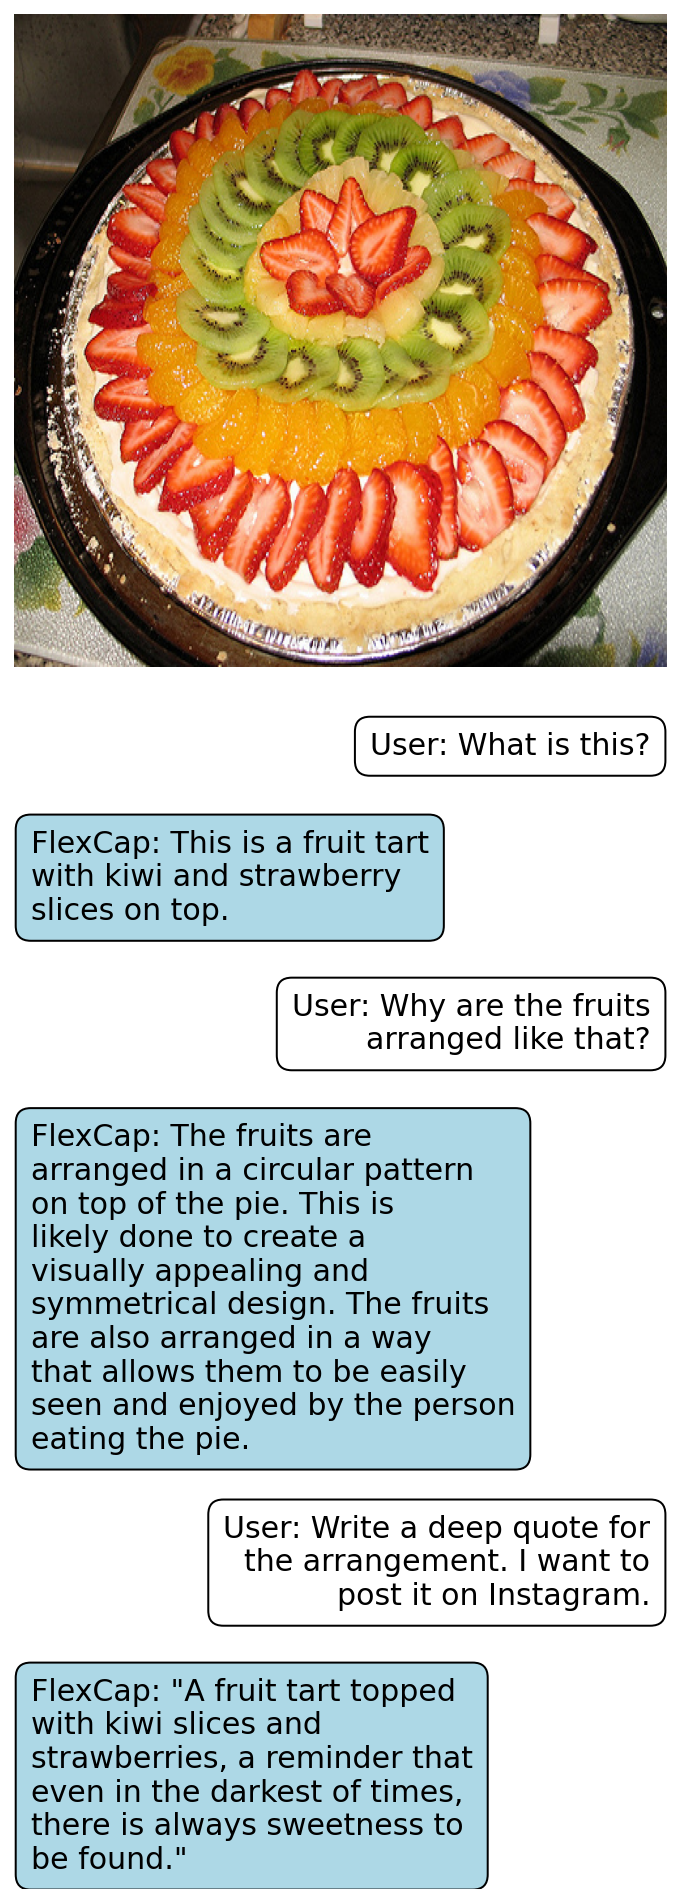 User: What is this?
FlexCap: This is a fruit tart
with kiwi and strawberry
slices on top.
User: Why are the fruits
arranged like that?
FlexCap: The fruits are
arranged in a circular pattern
on top of the pie. This is
likely done to create a
visually appealing and
symmetrical design. The fruits
are also arranged in a way
that allows them to be easily
seen and enjoyed by the person
eating the pie.
User: Write a deep quote for
the arrangement. I want to
post it on Instagram.
FlexCap: "A fruit tart topped
with kiwi slices and
strawberries, a reminder that
even in the darkest of times,
there is always sweetness to
be found."